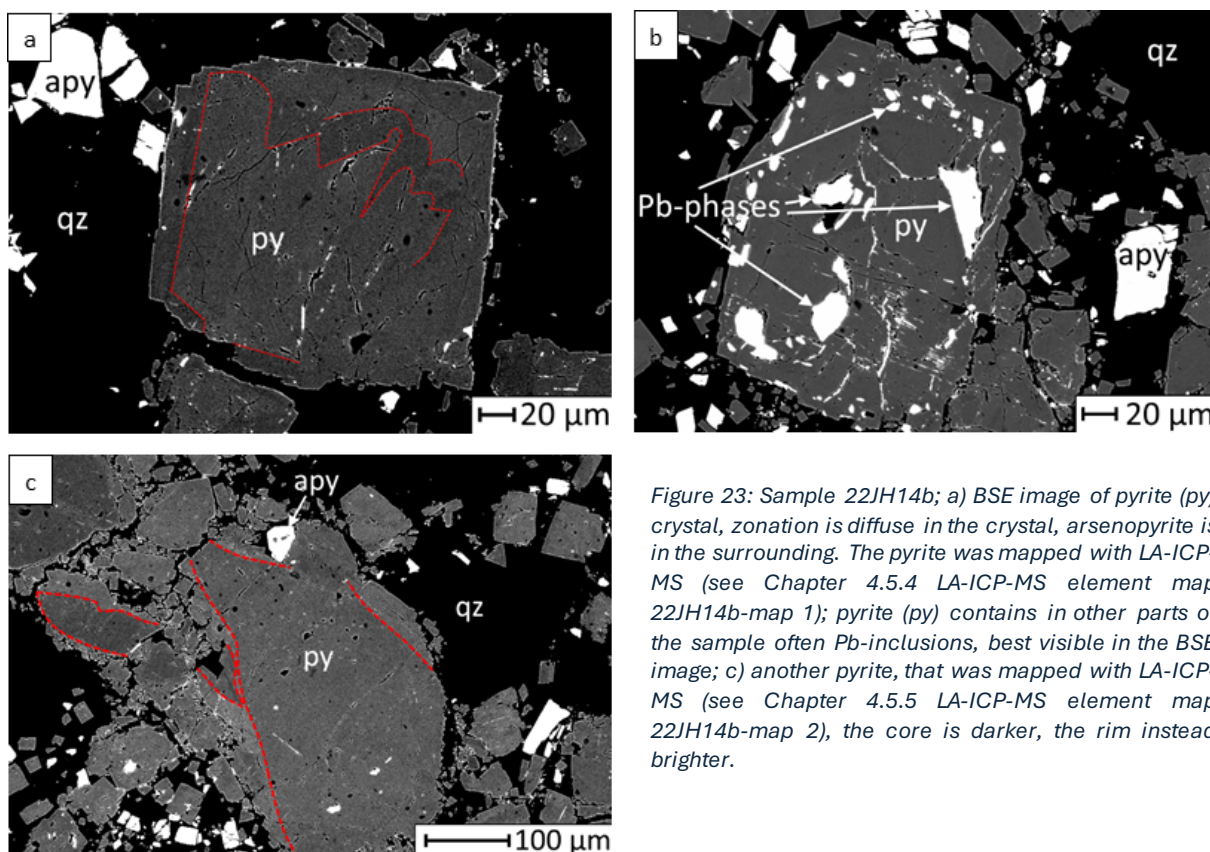 a
apy
qz
py
20 µm
b
qz
Pb-phases
py
apy
20 µm
c
apy
qz
py
100 µm
Figure 23: Sample 22JH14b; a) BSE image of pyrite (py)
crystal, zonation is diffuse in the crystal, arsenopyrite is
in the surrounding. The pyrite was mapped with LA-ICP-
MS (see Chapter 4.5.4 LA-ICP-MS element map
22JH14b-map 1); pyrite (py) contains in other parts o
the sample often Pb-inclusions, best visible in the BSE
image; c) another pyrite, that was mapped with LA-ICP-
MS (see Chapter 4.5.5 LA-ICP-MS element map
22JH14b-map 2), the core is darker, the rim instead
brighter.